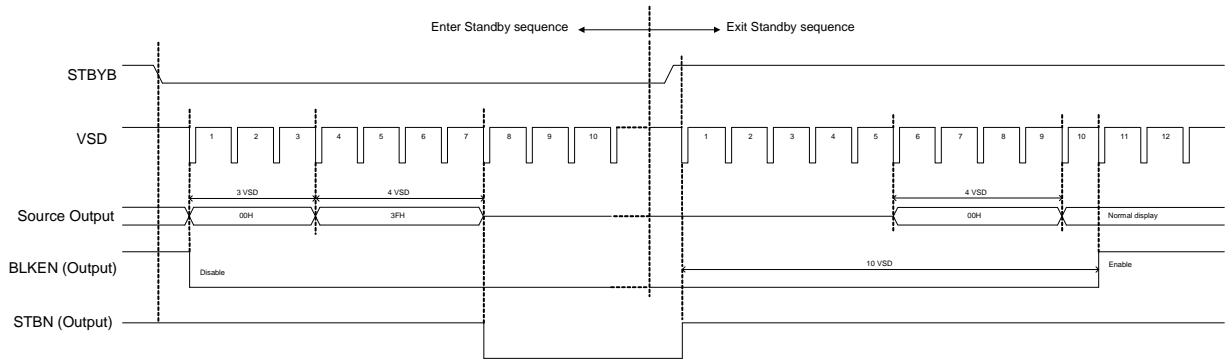 Enter Standby sequence Exit Standby sequence
STBYB
VSD 1 2 3 4 5 6 7 8 9 10 1 2 3 4 5 6 7 8 9 10 11 12
3 VSD 4 VSD 4 VSD
Source Output 00H 3FH 00H Normal display
BLKEN (Output) Disable 10 VSD Enable
STBN (Output)